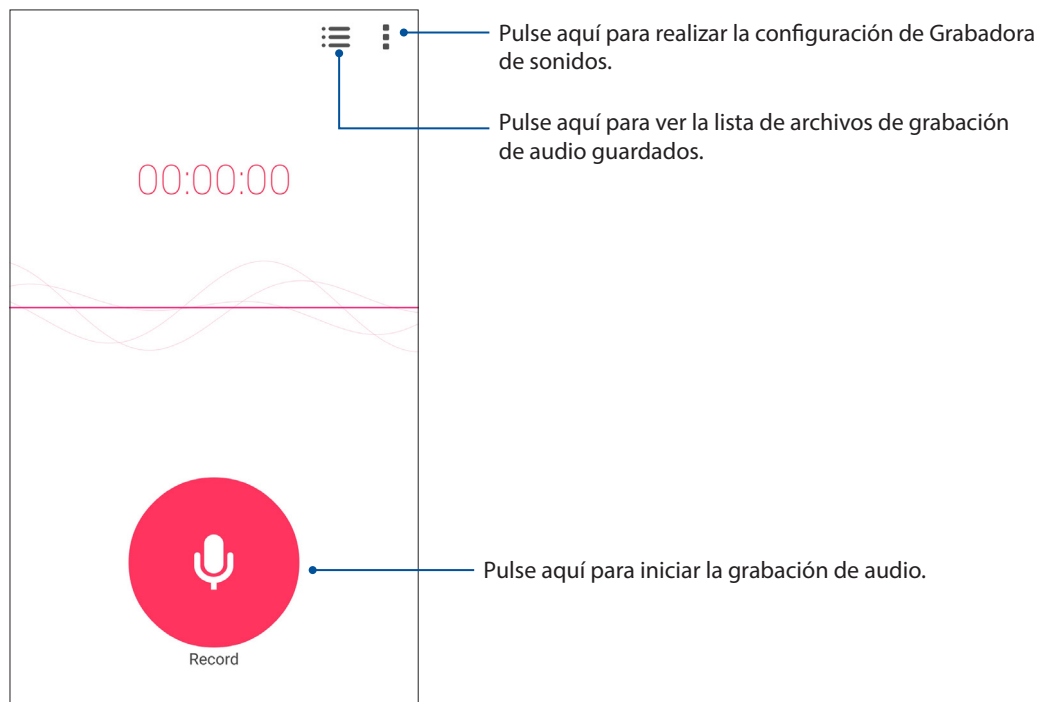 Pulse aquí para realizar la configuración de Grabadora
de sonidos.
Pulse aquí para ver la lista de archivos de grabación
de audio guardados.
00:00:00
Pulse aquí para iniciar la grabación de audio.
Record